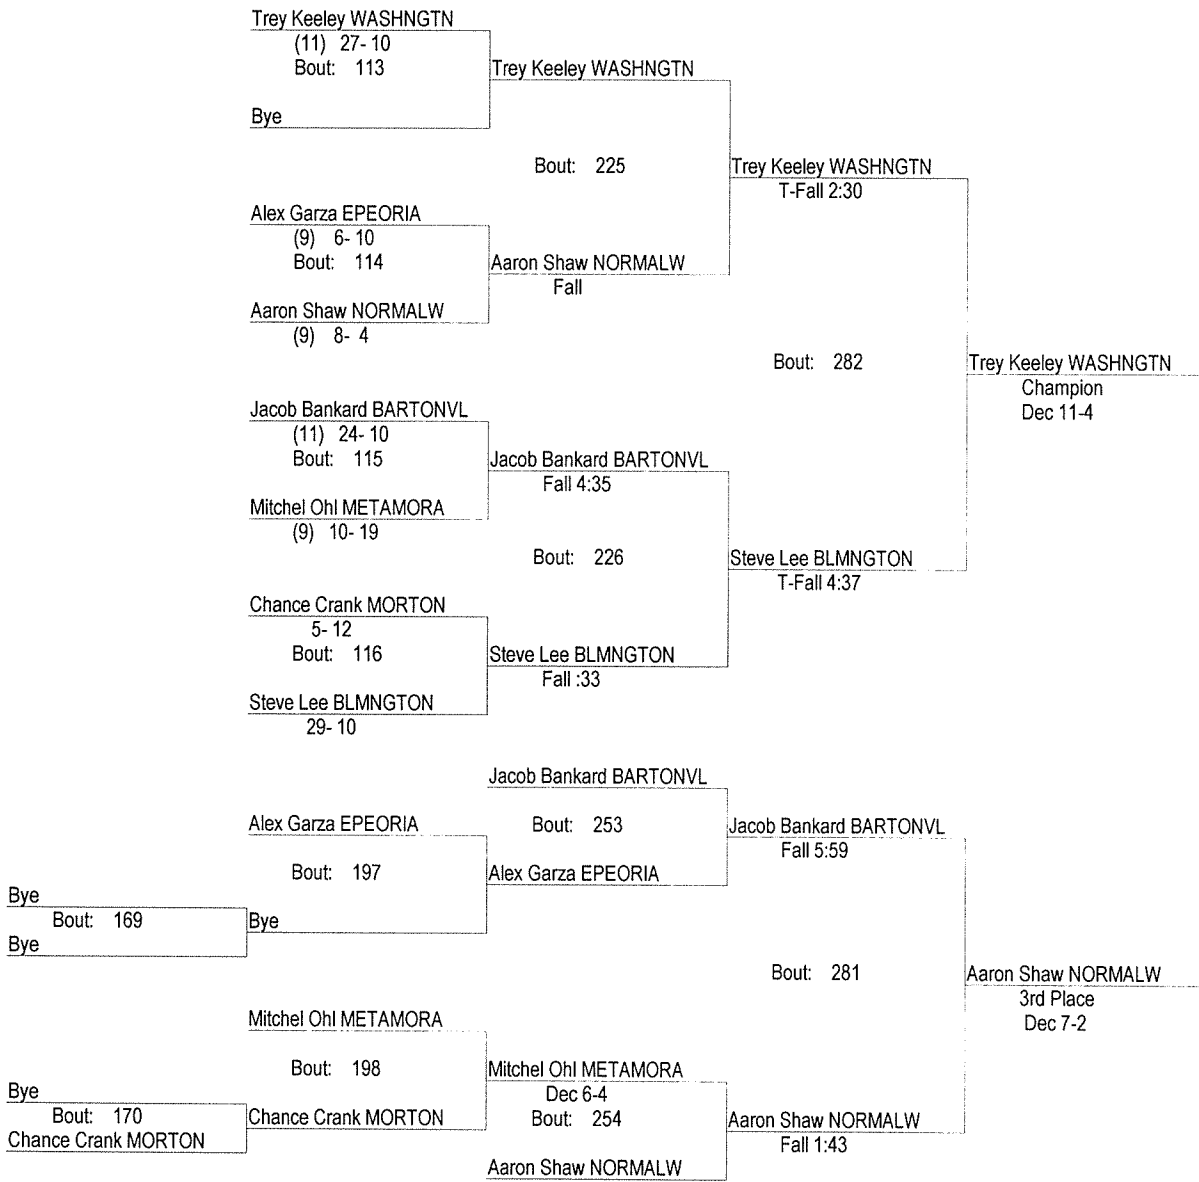 Trey Keeley WASHNGTN
(11) 27- 10
Bout: 113
Trey Keeley WASHNGTN
Bye
Bout: 225
Trey Keeley WASHNGTN
T-Fall 2:30
Alex Garza EPEORIA
(9) 6- 10
Bout: 114
Aaron Shaw NORMALW
Fall
Aaron Shaw NORMALW
(9) 8- 4
Bout: 282
Trey Keeley WASHNGTN
Champion
Dec 11-4
Jacob Bankard BARTONVL
(11) 24- 10
Bout: 115
Jacob Bankard BARTONVL
Fall 4:35
Mitchel Ohl METAMORA
(9) 10- 19
Bout: 226
Steve Lee BLMNGTON
T-Fall 4:37
Chance Crank MORTON
5- 12
Bout: 116
Steve Lee BLMNGTON
Fall :33
Steve Lee BLMNGTON
29- 10
Jacob Bankard BARTONVL
Alex Garza EPEORIA
Bout: 253
Jacob Bankard BARTONVL
Fall 5:59
Bout: 197
Alex Garza EPEORIA
Bye
Bout: 169
Bye
Bye
Bout: 281
Aaron Shaw NORMALW
3rd Place
Dec 7-2
Mitchel Ohl METAMORA
Bout: 198
Mitchel Ohl METAMORA
Dec 6-4
Bye
Bout: 170
Chance Crank MORTON
Bout: 254
Aaron Shaw NORMALW
Fall 1:43
Chance Crank MORTON
Aaron Shaw NORMALW